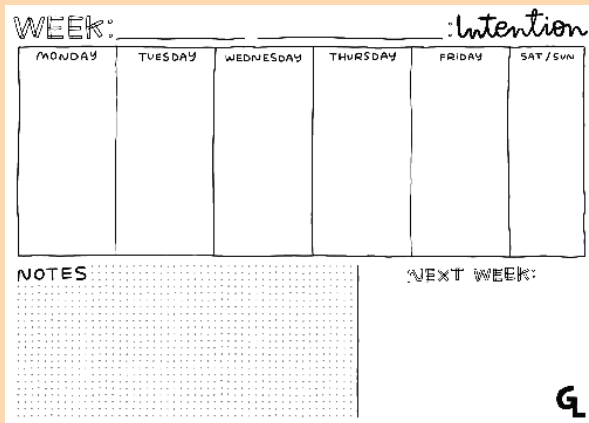 WEEK: :Intention
MONDAY TUESDAY WEDNESDAY THURSDAY FRIDAY SAT/SUN
NOTES NEXT WEEK:
GL